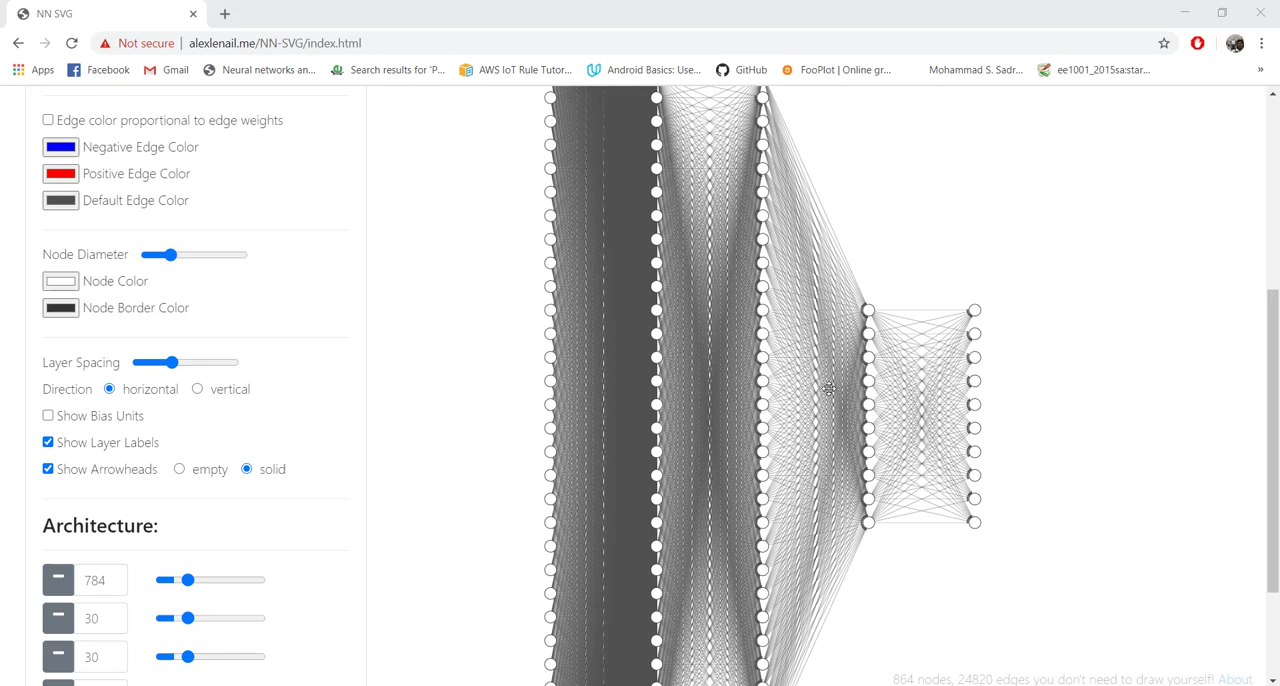 NN SVG
Not secure alexlenail.me/NN-SVG/index.html
Apps Facebook Gmail Neural networks an... Search results for 'P... AWS IoT Rule Tutor... Android Basics: Use... GitHub FooPlot | Online gr... Mohammad S. Sadr... ee1001_2015sa:star... »
Edge color proportional to edge weights
Negative Edge Color
Positive Edge Color
Default Edge Color
Node Diameter
Node Color
Node Border Color
Layer Spacing
Direction horizontal vertical
Show Bias Units
Show Layer Labels
Show Arrowheads empty solid
Architecture:
784
30
30
864 nodes, 24820 edges you don't need to draw yourself! About